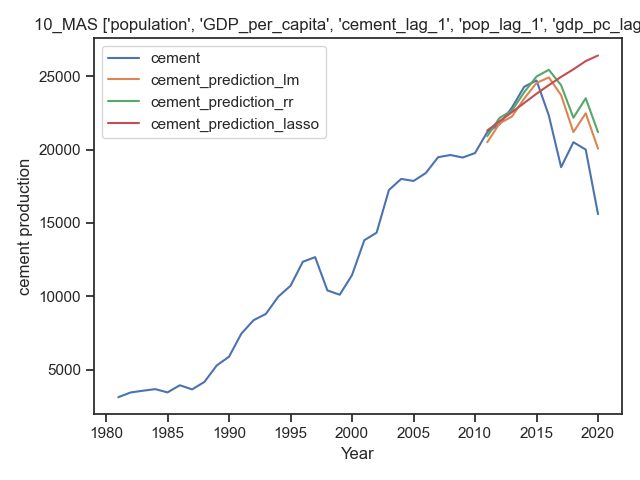 10_MAS ['population', 'GDP_per_capita', 'cement_lag_1', 'pop_lag_1', 'gdp_pc_lag
cement
cement_prediction_lm
cement_prediction_rr
cement_prediction_lasso
25000
20000
15000
10000
5000
cement production
1980 1985 1990 1995 2000 2005 2010 2015 2020
Year